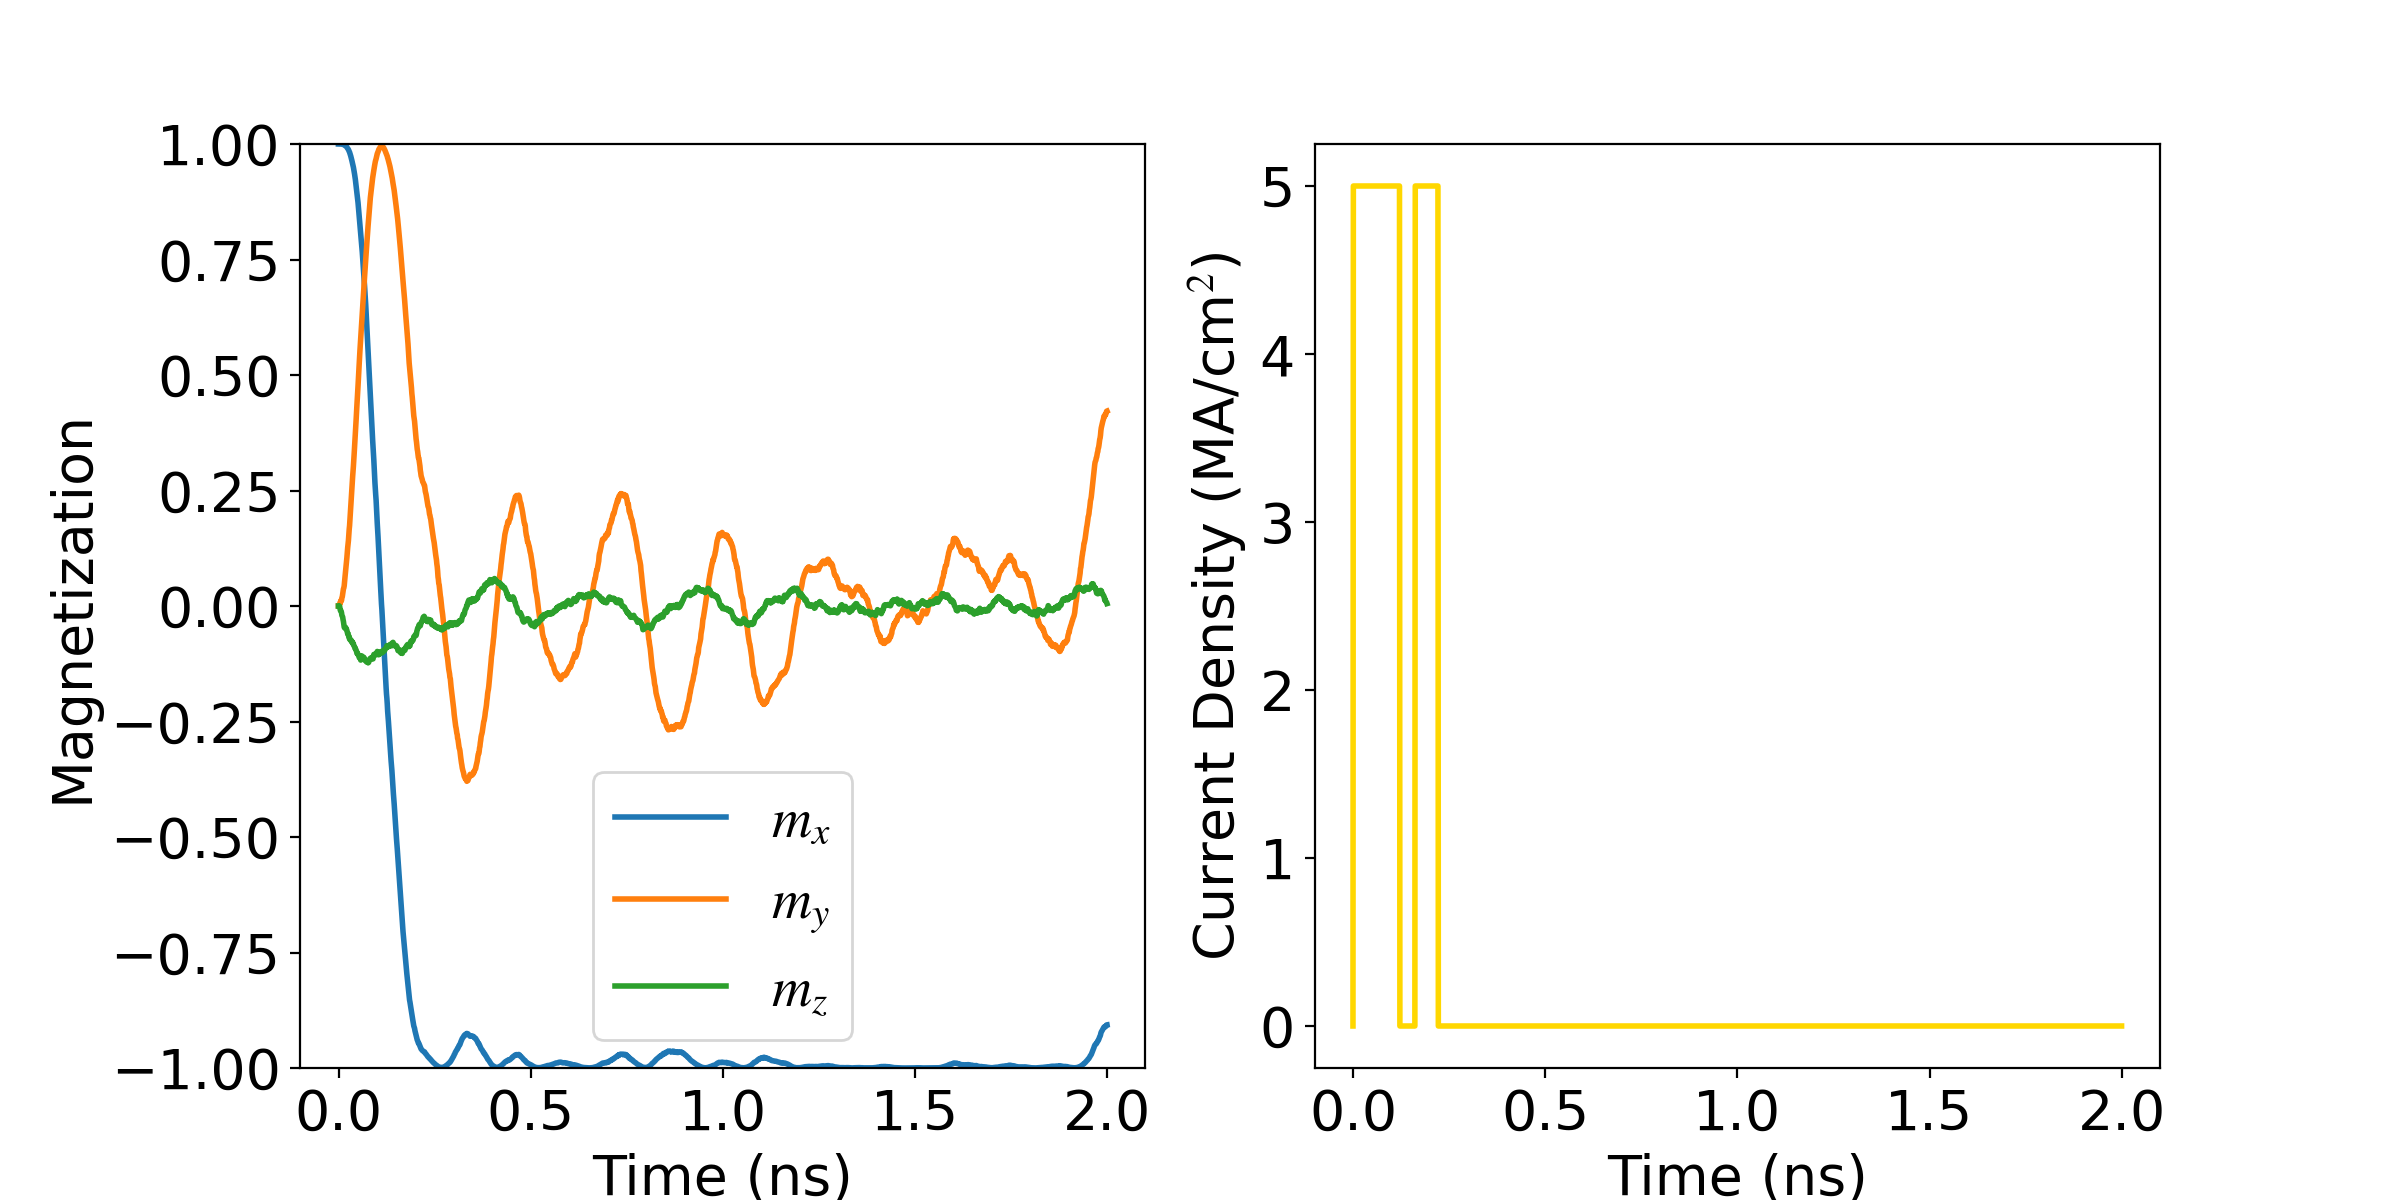 Magnetization
1.00
0.75
0.50
0.25
0.00
−0.25
−0.50
−0.75
−1.00
0.0 0.5 1.0 1.5 2.0
Time (ns)
m_x
m_y
m_z
Current Density (MA/cm²)
5
4
3
2
1
0
0.0 0.5 1.0 1.5 2.0
Time (ns)